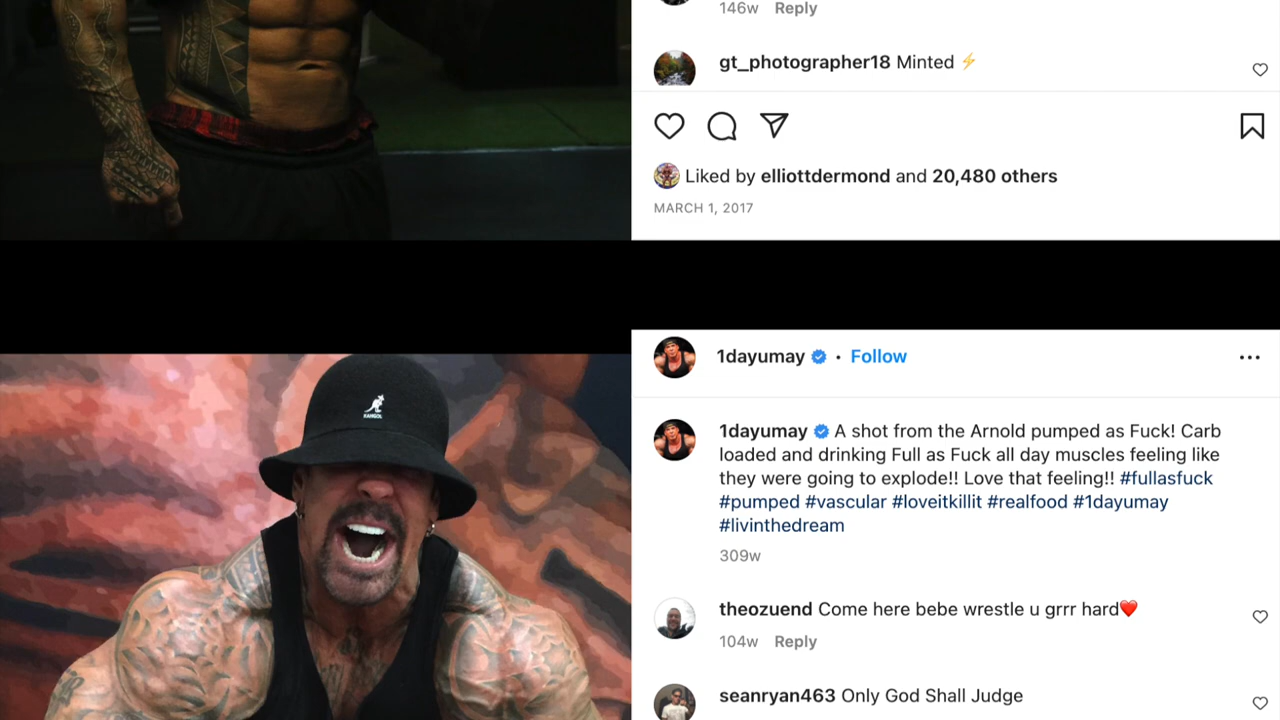 146w Reply
gt_photographer18 Minted ⚡
Liked by elliottdermond and 20,480 others
MARCH 1, 2017
1dayumay • Follow
1dayumay A shot from the Arnold pumped as Fuck! Carb
loaded and drinking Full as Fuck all day muscles feeling like
they were going to explode!! Love that feeling!! #fullasfuck
#pumped #vascular #loveitkillit #realfood #1dayumay
#livinthedream
309w
theozuend Come here bebe wrestle u grrr hard❤️
104w Reply
seanryan463 Only God Shall Judge
KANGOL